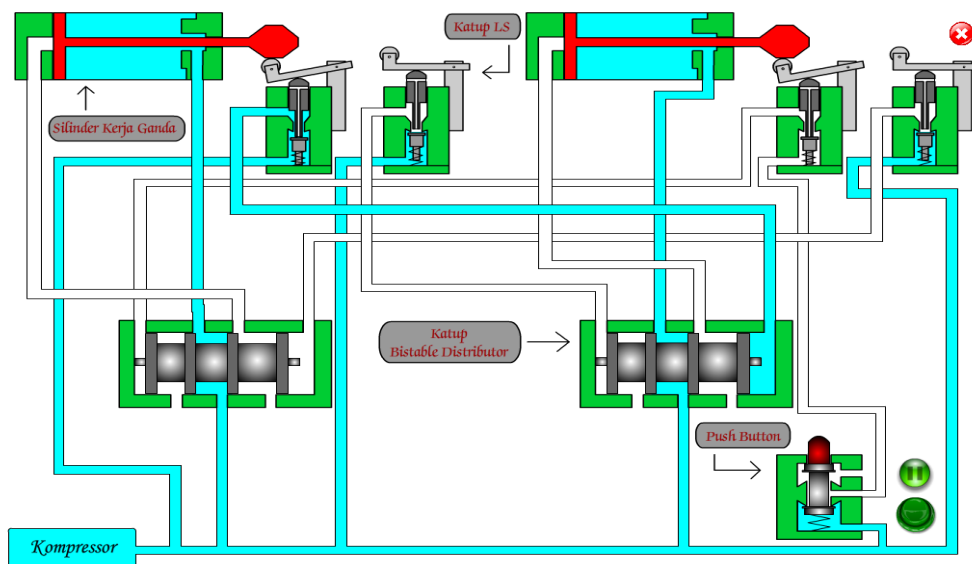 Katup LS
Silinder Kerja Ganda
Katup
Bistable Distributor
Push Button
Kompressor